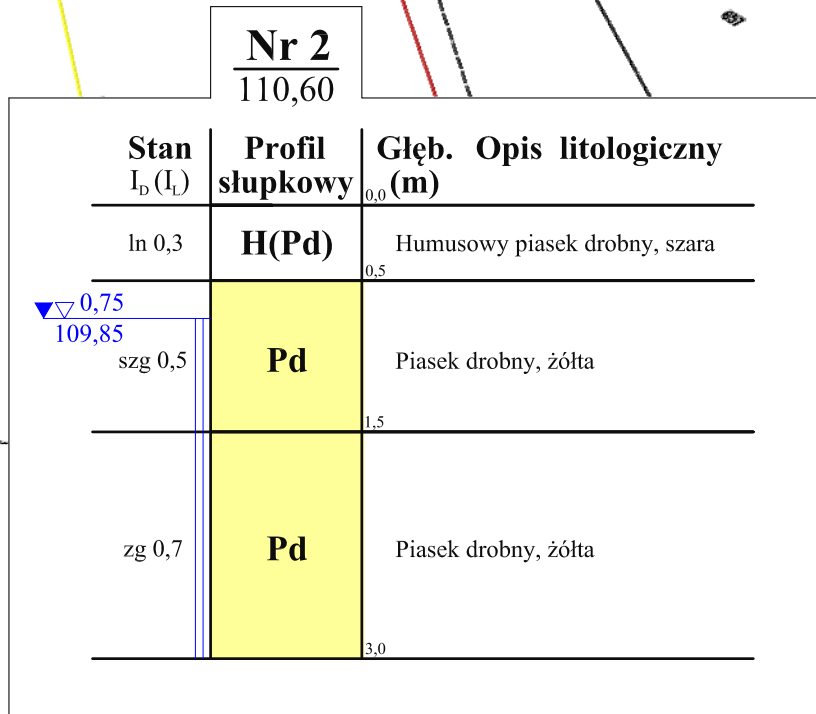 Nr 2
110,60
Stan Profil Głęb. Opis litologiczny
I_D (I_L) słupkowy 0,0 (m)
ln 0,3 H(Pd) Humusowy piasek drobny, szara
0,5
0,75
109,85
szg 0,5 Pd Piasek drobny, żółta
1,5
zg 0,7 Pd Piasek drobny, żółta
3,0